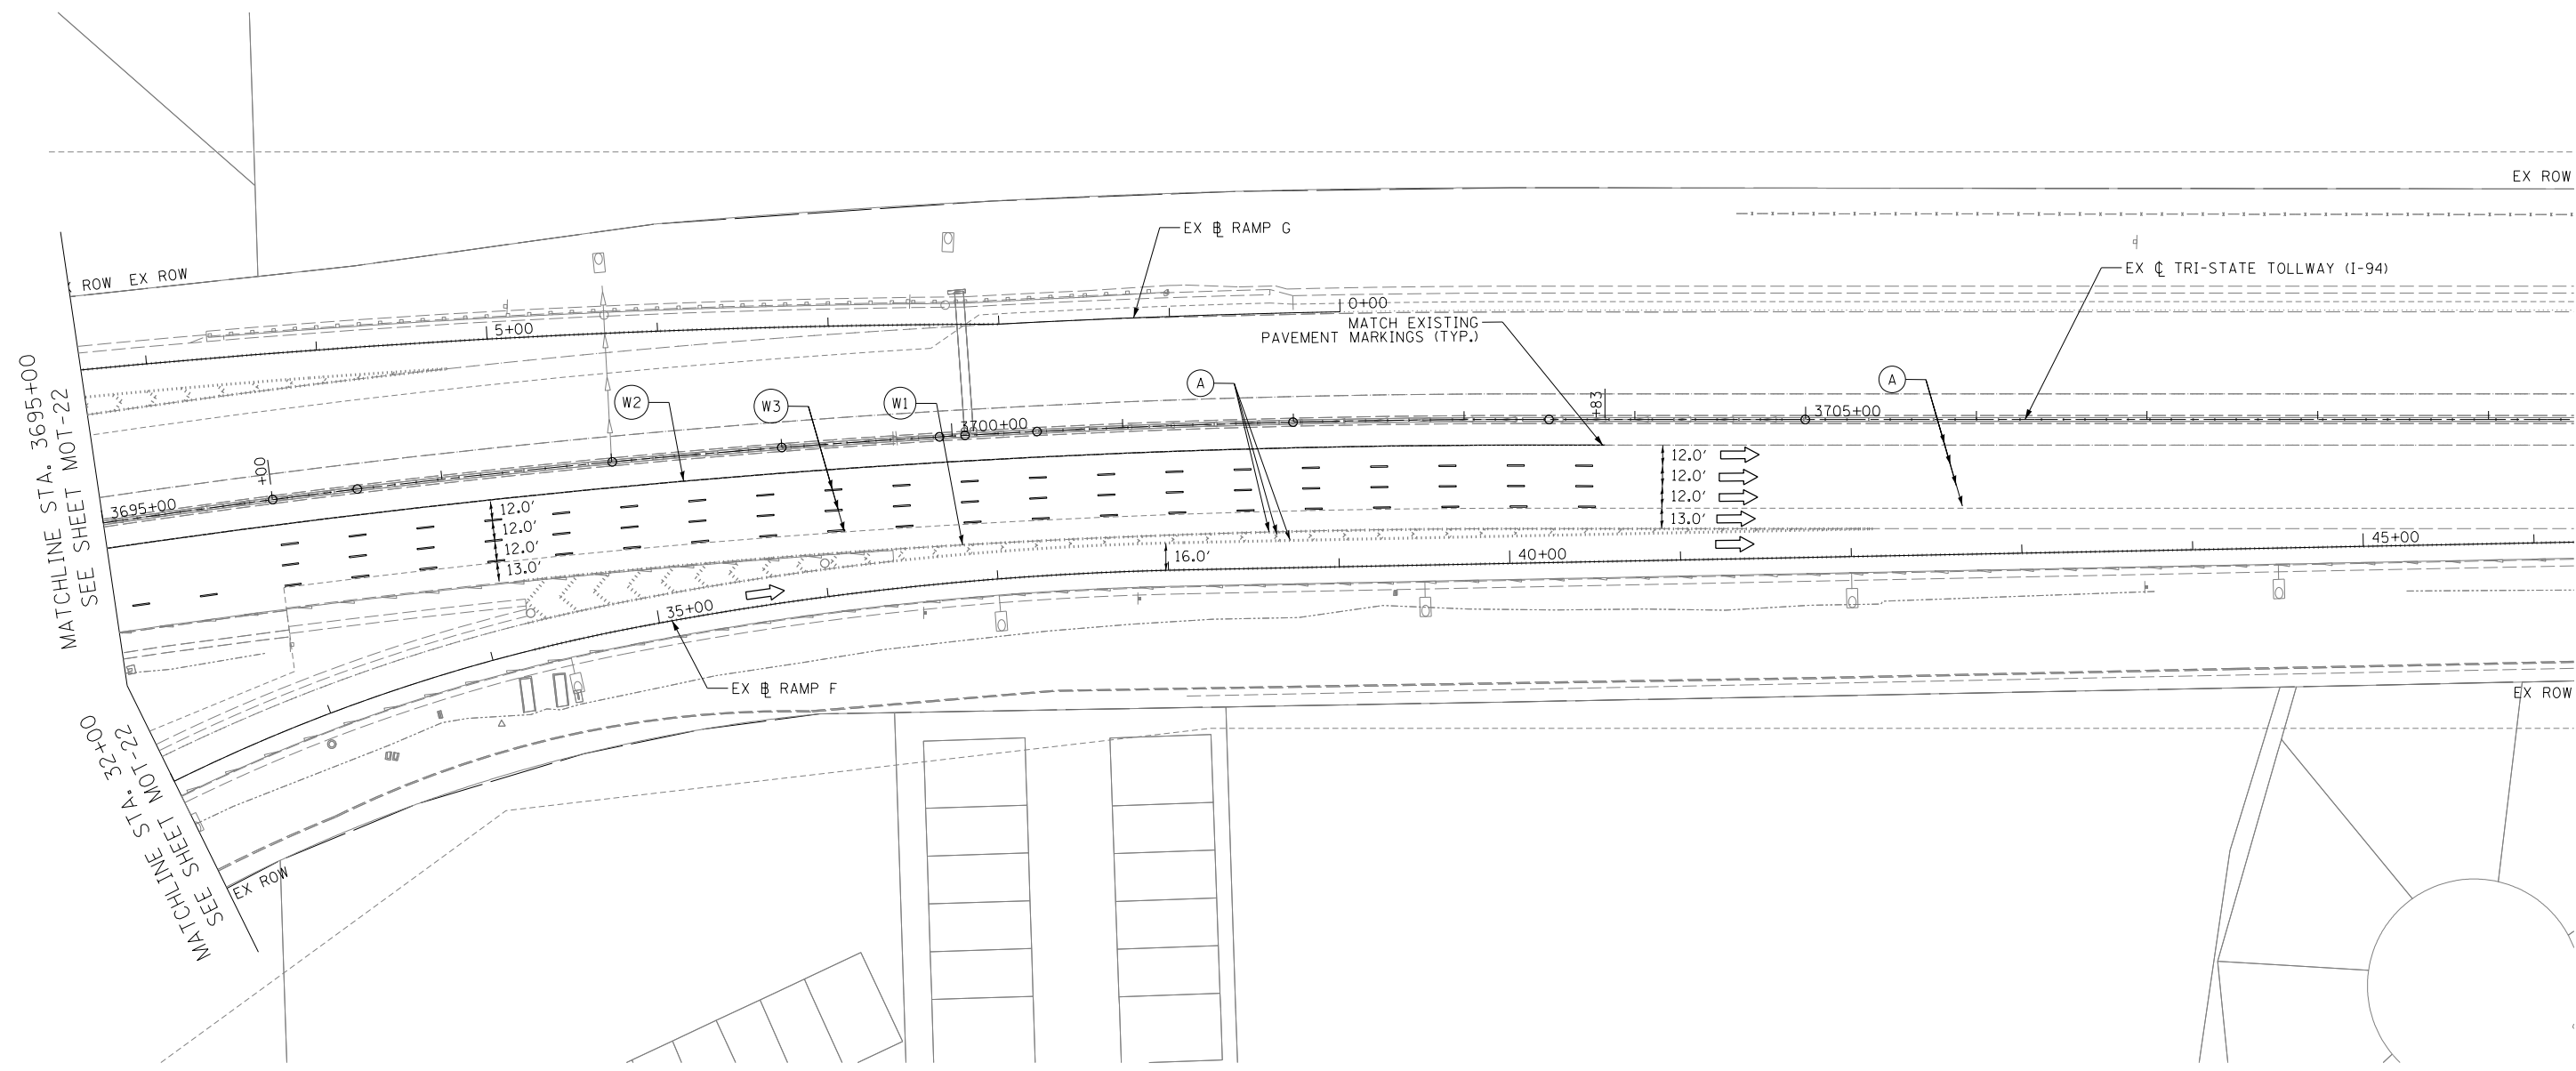 EX ROW
EX ⅊ RAMP G
EX ℄ TRI-STATE TOLLWAY (I-94)
ROW EX ROW
0+00
MATCH EXISTING
PAVEMENT MARKINGS (TYP.)
5+00
MATCHLINE STA. 3695+00
SEE SHEET MOT-22
W2
W3
W1
A
A
+83
3705+00
3700+00
+00
3695+00
12.0'
12.0'
12.0'
13.0'
12.0'
12.0'
12.0'
13.0'
16.0'
40+00
45+00
35+00
EX ⅊ RAMP F
EX ROW
MATCHLINE STA. 32+00
SEE SHEET MOT-22
EX ROW